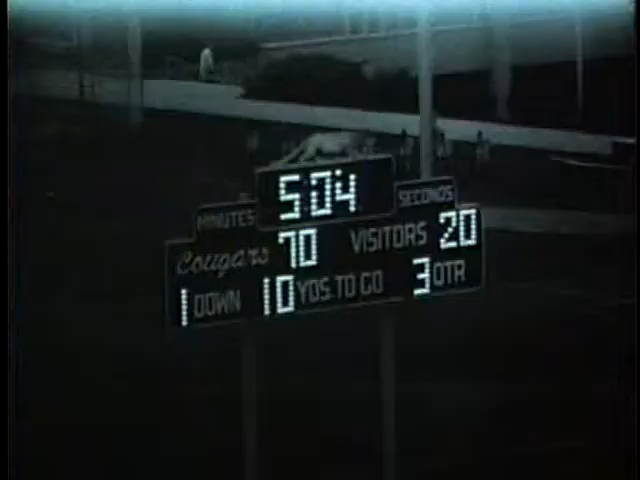 5:04
MINUTES SECONDS
Cougars 70 VISITORS 20
1 DOWN 10 YDS. TO GO 3 QTR